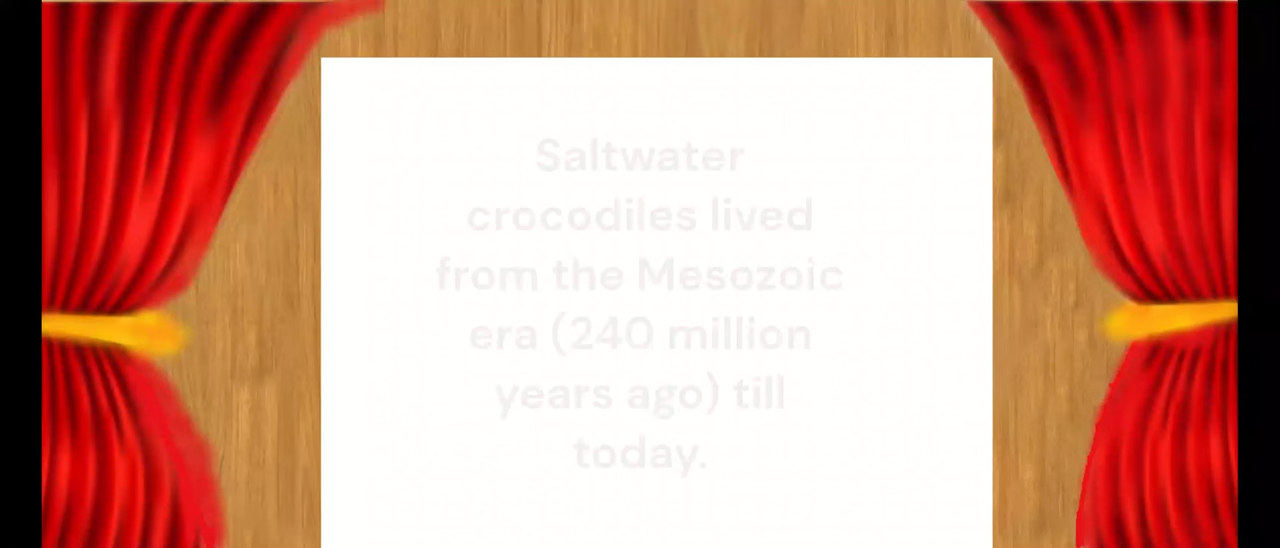 Saltwater
crocodiles lived
from the Mesozoic
era (240 million
years ago) till
today.